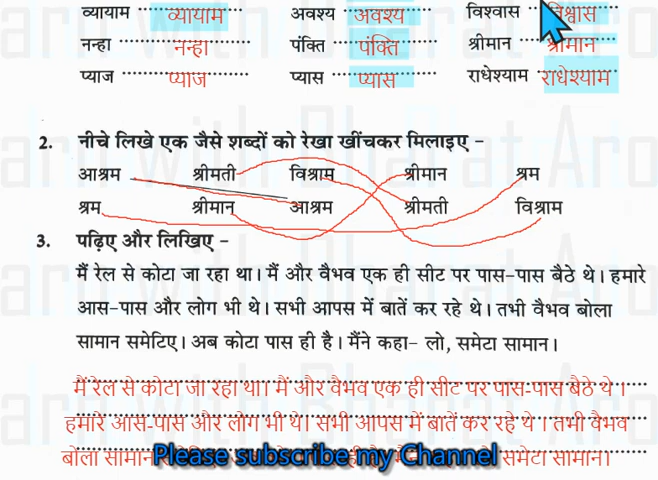 व्यायाम व्यायाम अवश्य अवश्य विश्वास विश्वास
नन्हा नन्हा पंक्ति पंक्ति श्रीमान श्रीमान
प्याज प्याज प्यास प्यास राधेश्याम राधेश्याम
2. नीचे लिखे एक जैसे शब्दों को रेखा खींचकर मिलाइए –
आश्रम श्रीमती विश्राम श्रीमान श्रम
श्रम श्रीमान आश्रम श्रीमती विश्राम
3. पढ़िए और लिखिए –
मैं रेल से कोटा जा रहा था। मैं और वैभव एक ही सीट पर पास-पास बैठे थे। हमारे
आस-पास और लोग भी थे। सभी आपस में बातें कर रहे थे। तभी वैभव बोला
सामान समेटिए। अब कोटा पास ही है। मैंने कहा– लो, समेटा सामान।
मैं रेल से कोटा जा रहा था। मैं और वैभव एक ही सीट पर पास-पास बैठे थे ।
हमारे आस-पास और लोग भी थे। सभी आपस में बातें कर रहे थे । तभी वैभव
बोला सामान समेटा सामान।
Please subscribe my Channel